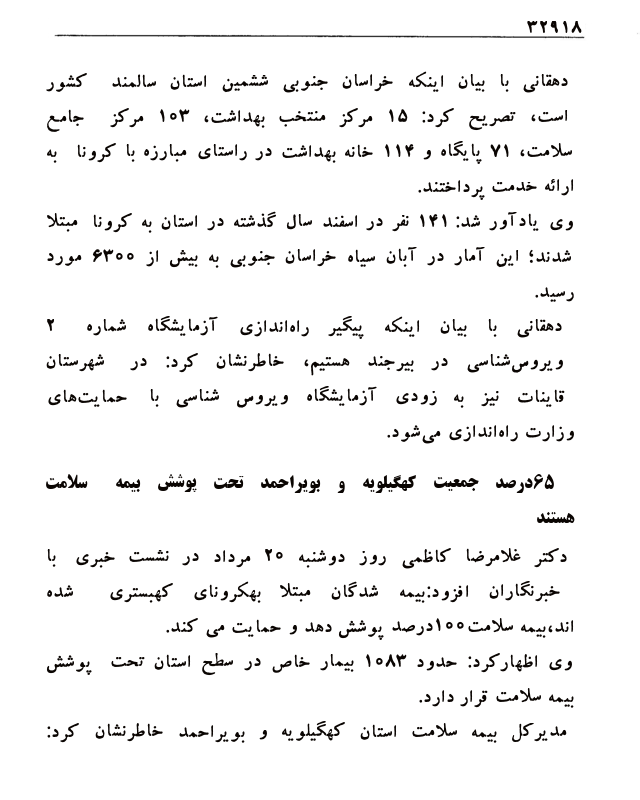 ۳۲۹۱۸
دهقانی با بیان اینکه خراسان جنوبی ششمین استان سالمند کشور
است، تصریح کرد: ۱۵ مرکز منتخب بهداشت، ۱۰۳ مرکز جامع
سلامت، ۷۱ پایگاه و ۱۱۴ خانه بهداشت در راستای مبارزه با کرونا به
ارائه خدمت پرداختند.
وی یادآور شد: ۱۴۱ نفر در اسفند سال گذشته در استان به کرونا مبتلا
شدند؛ این آمار در آبان سیاه خراسان جنوبی به بیش از ۶۳۰۰ مورد
رسید.
دهقانی با بیان اینکه پیگیر راه‌اندازی آزمایشگاه شماره ۲
ویروس‌شناسی در بیرجند هستیم، خاطرنشان کرد: در شهرستان
قاینات نیز به زودی آزمایشگاه ویروس شناسی با حمایت‌های
وزارت راه‌اندازی می‌شود.
۶۵درصد جمعیت کهگیلویه و بویراحمد تحت پوشش بیمه سلامت
هستند
دکتر غلامرضا کاظمی روز دوشنبه ۲۰ مرداد در نشست خبری با
خبرنگاران افزود:بیمه شدگان مبتلا بهکرونای کهبستری شده
اند،بیمه سلامت۱۰۰درصد پوشش دهد و حمایت می کند.
وی اظهارکرد: حدود ۱۰۸۳ بیمار خاص در سطح استان تحت پوشش
بیمه سلامت قرار دارد.
مدیرکل بیمه سلامت استان کهگیلویه و بویراحمد خاطرنشان کرد: